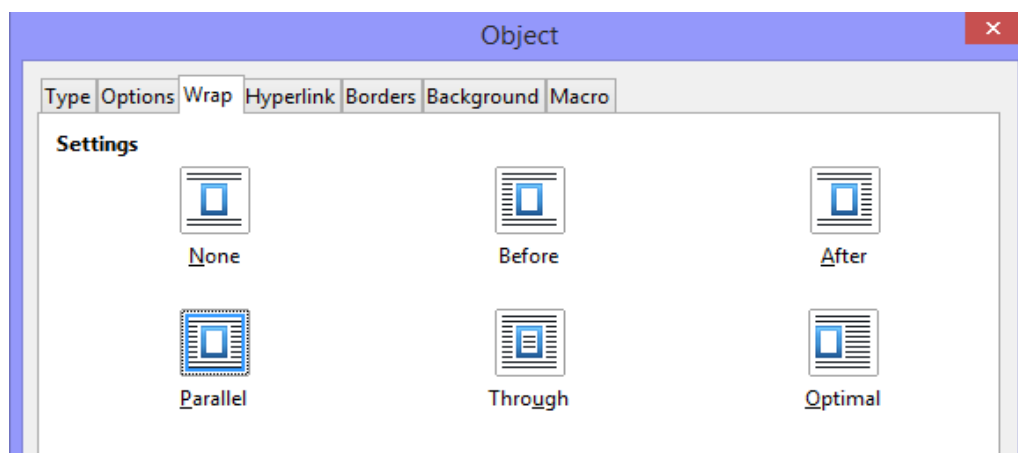 Object
Type Options Wrap Hyperlink Borders Background Macro
Settings
None Before After
Parallel Through Optimal